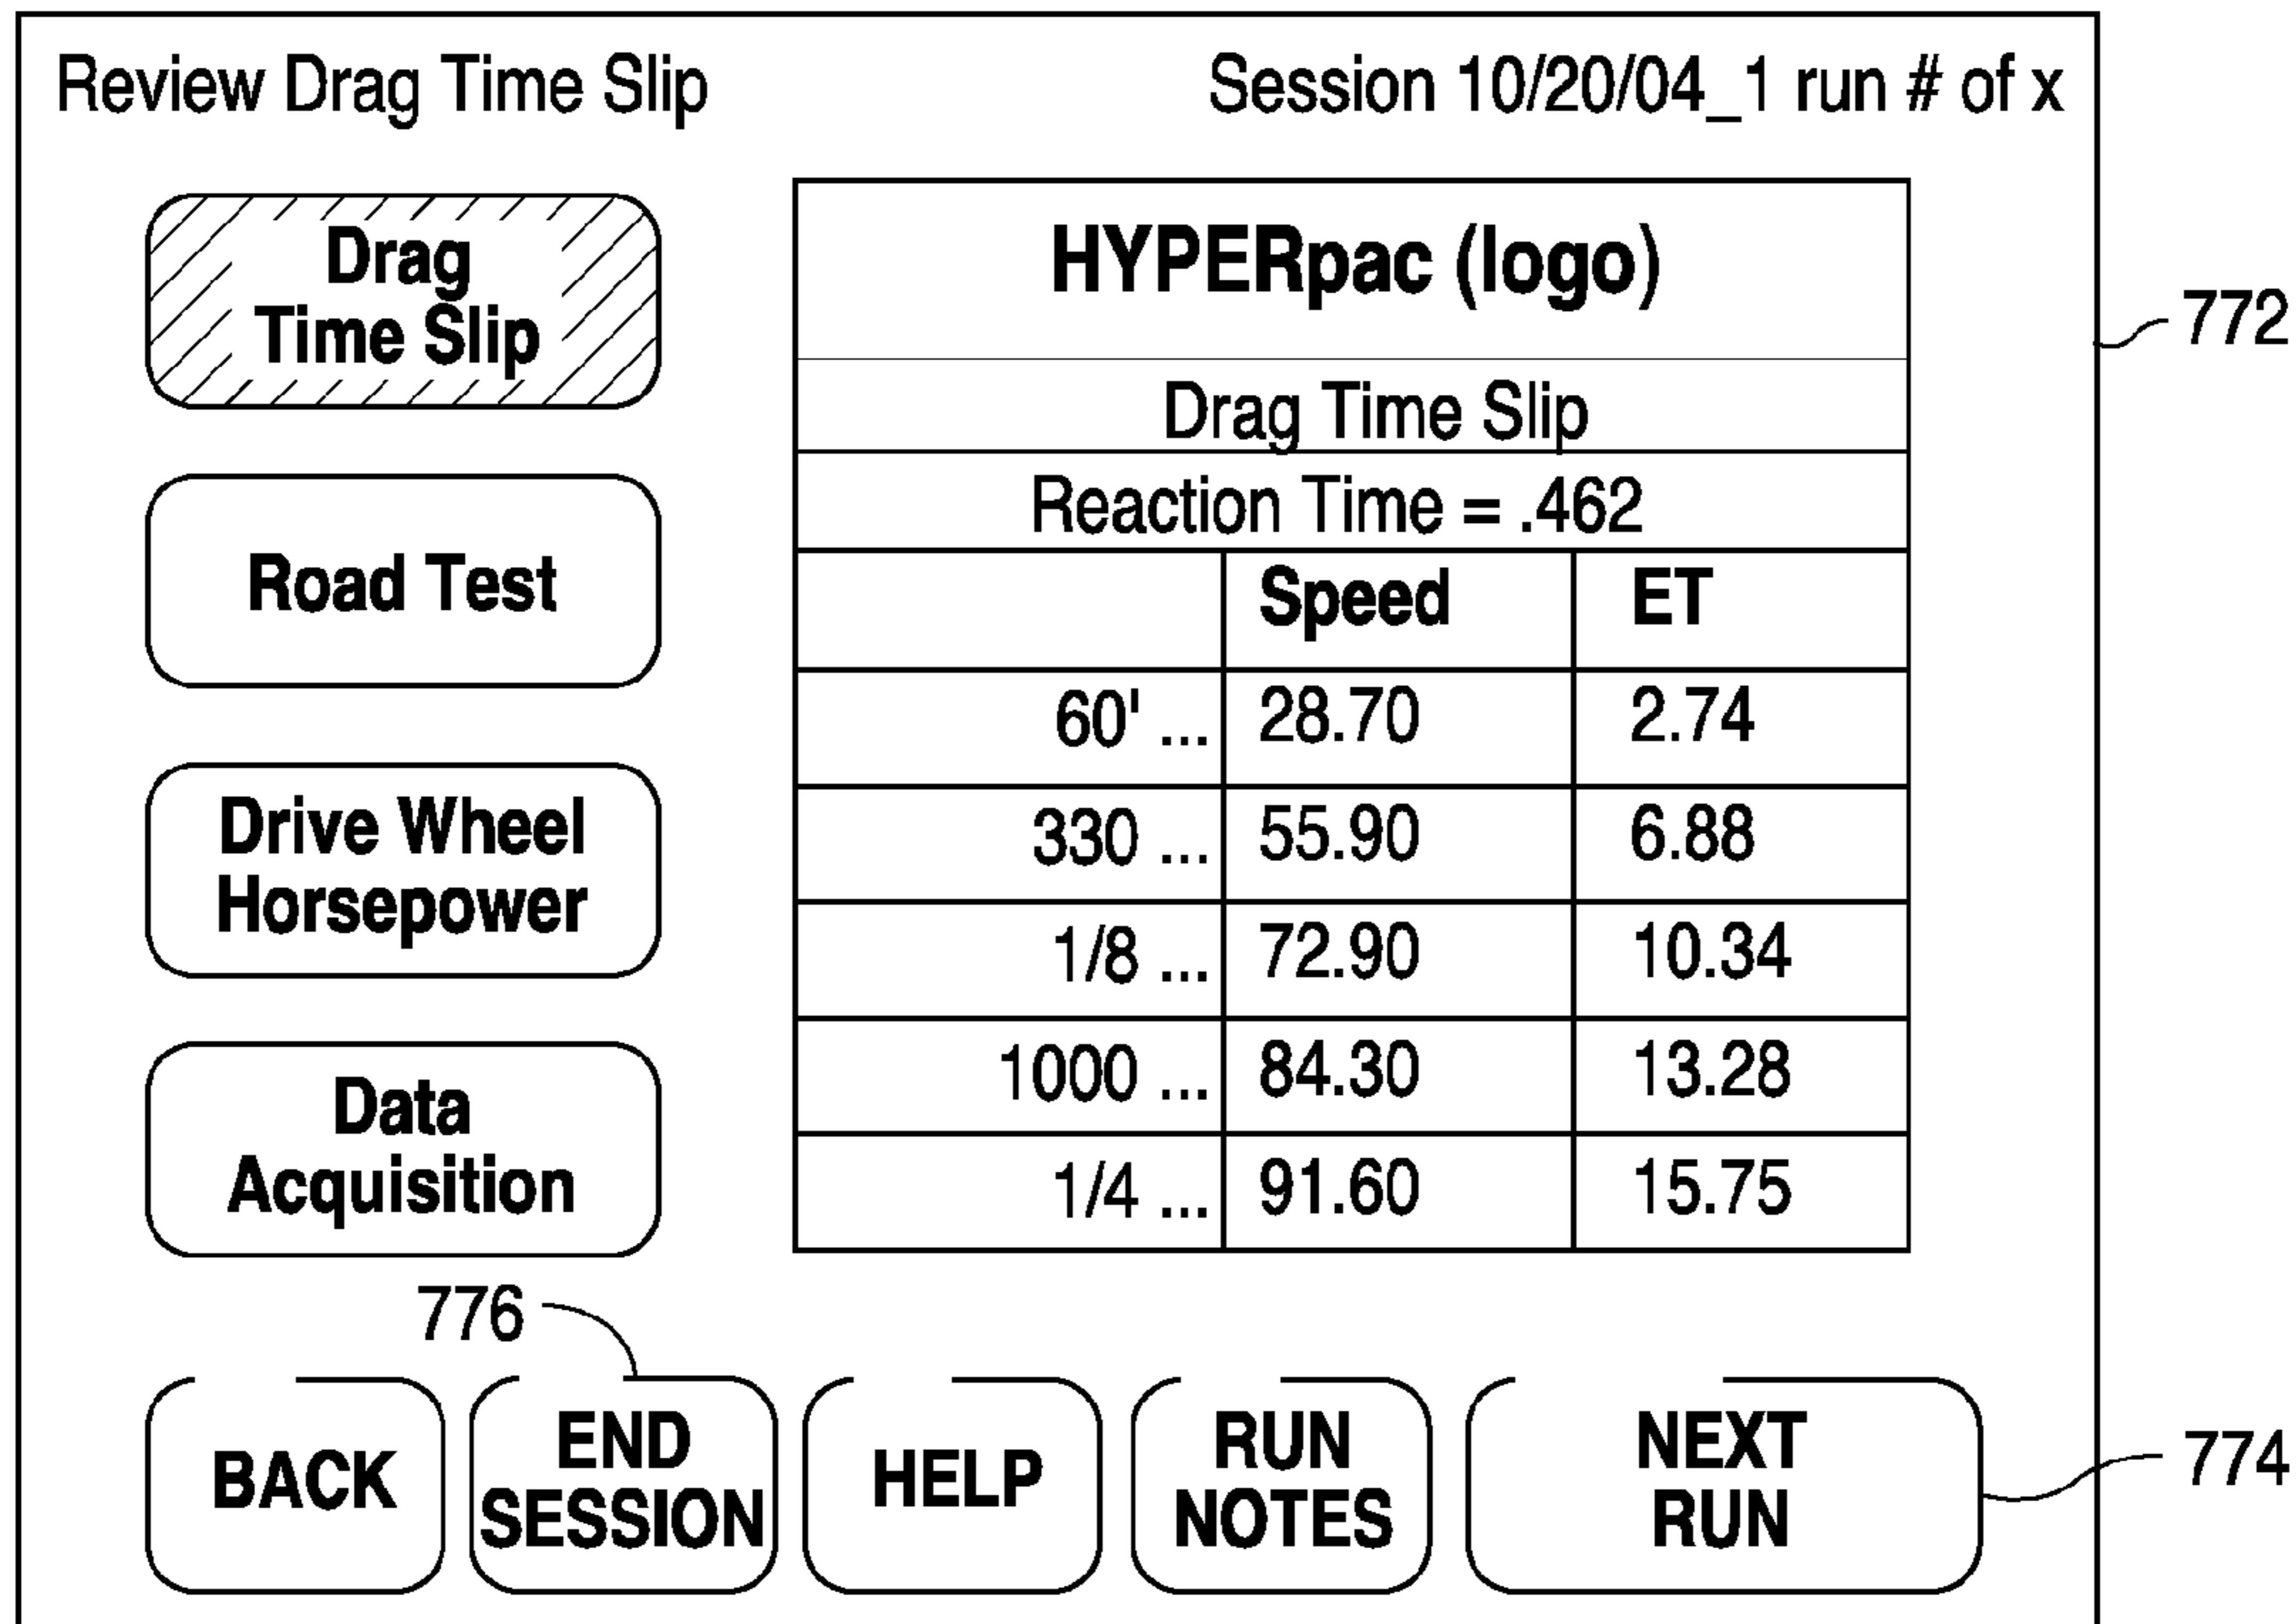 Review Drag Time Slip
Session 10/20/04_1 run # of x
Drag
Time Slip
Road Test
Drive Wheel
Horsepower
Data
Acquisition
HYPERpac (logo)
Drag Time Slip
Reaction Time = .462
Speed ET
60' ... 28.70 2.74
330 ... 55.90 6.88
1/8 ... 72.90 10.34
1000 ... 84.30 13.28
1/4 ... 91.60 15.75
772
776
BACK
END
SESSION
HELP
RUN
NOTES
NEXT
RUN
774